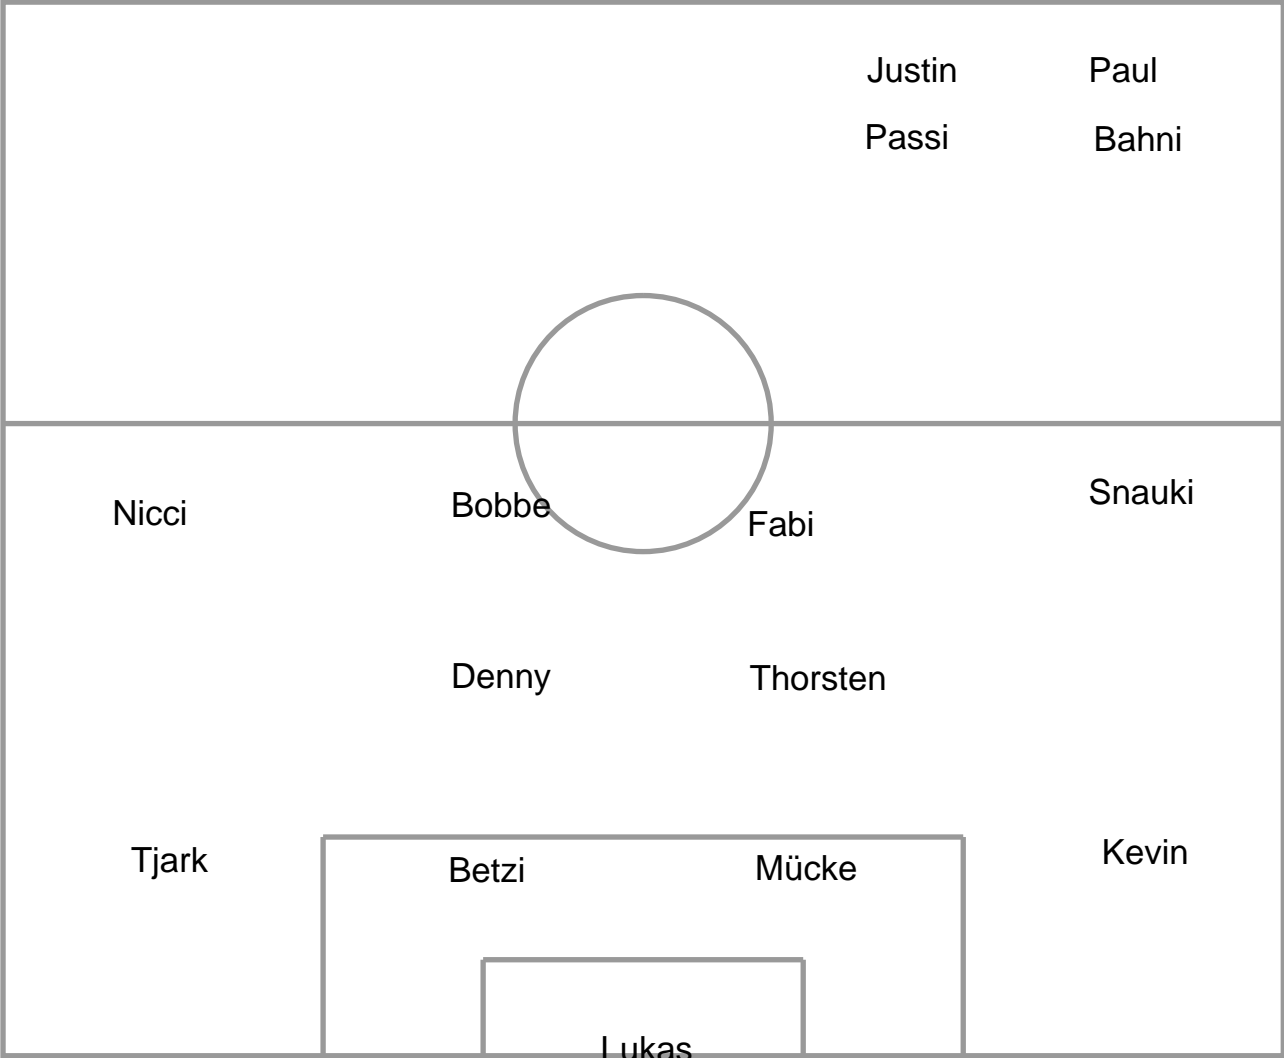 Justin Paul
Passi Bahni
Nicci Bobbe Fabi Snauki
Denny Thorsten
Tjark Betzi Mücke Kevin
Lukas